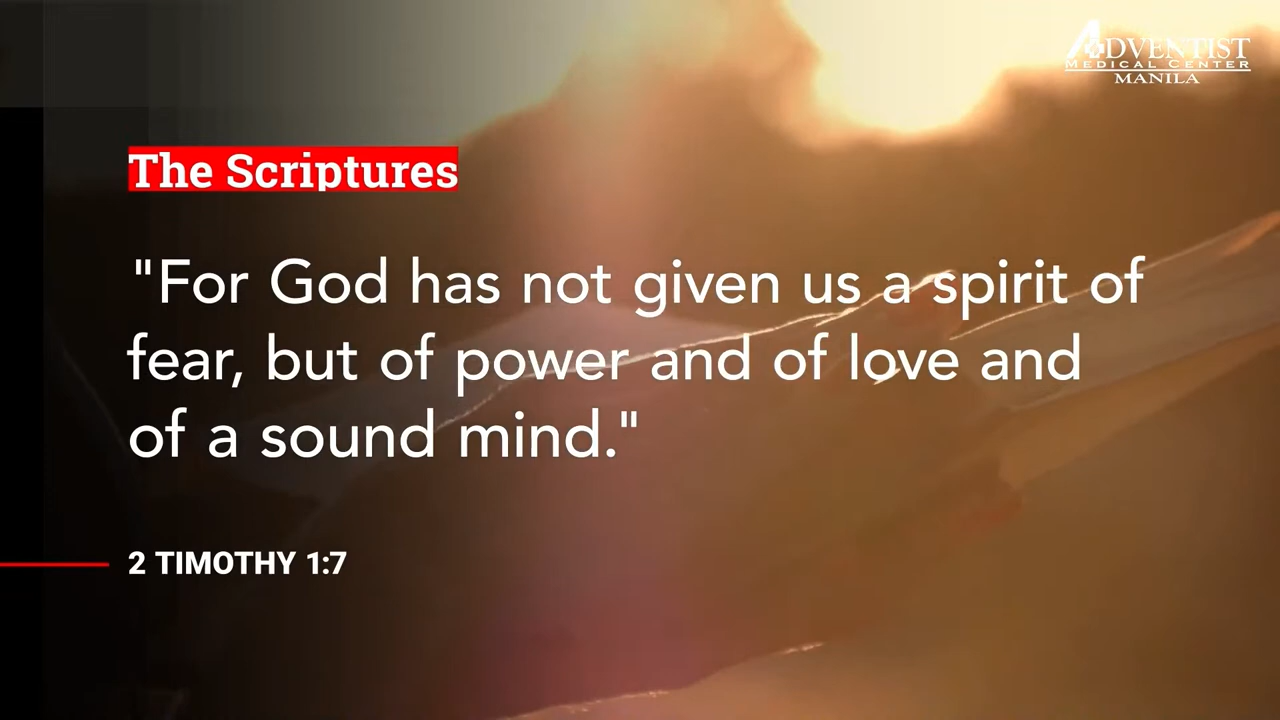 ADVENTIST
MEDICAL CENTER
MANILA
The Scriptures
"For God has not given us a spirit of
fear, but of power and of love and
of a sound mind."
2 TIMOTHY 1:7